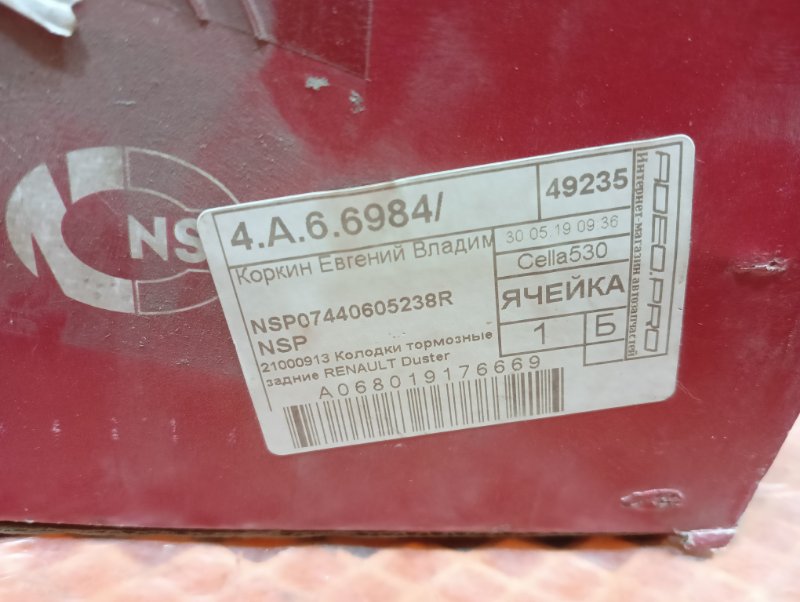 NS
4.A.6.6984/
49235
Коркин Евгений Владим
30 05.19 09:36
Cella530
NSP07440605238R
ЯЧЕЙКА
NSP
1
Б
21000913 Колодки тормозные
задние RENAULT Duster
A068019176669
ADEO.PRO
Интернет-магазин автозапчастей